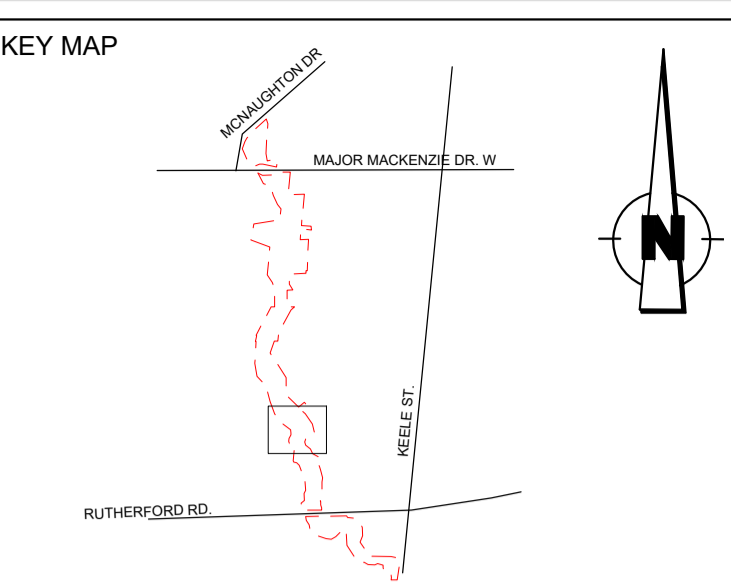 KEY MAP
MCNAUGHTON DR
MAJOR MACKENZIE DR. W
N
KEELE ST.
RUTHERFORD RD.